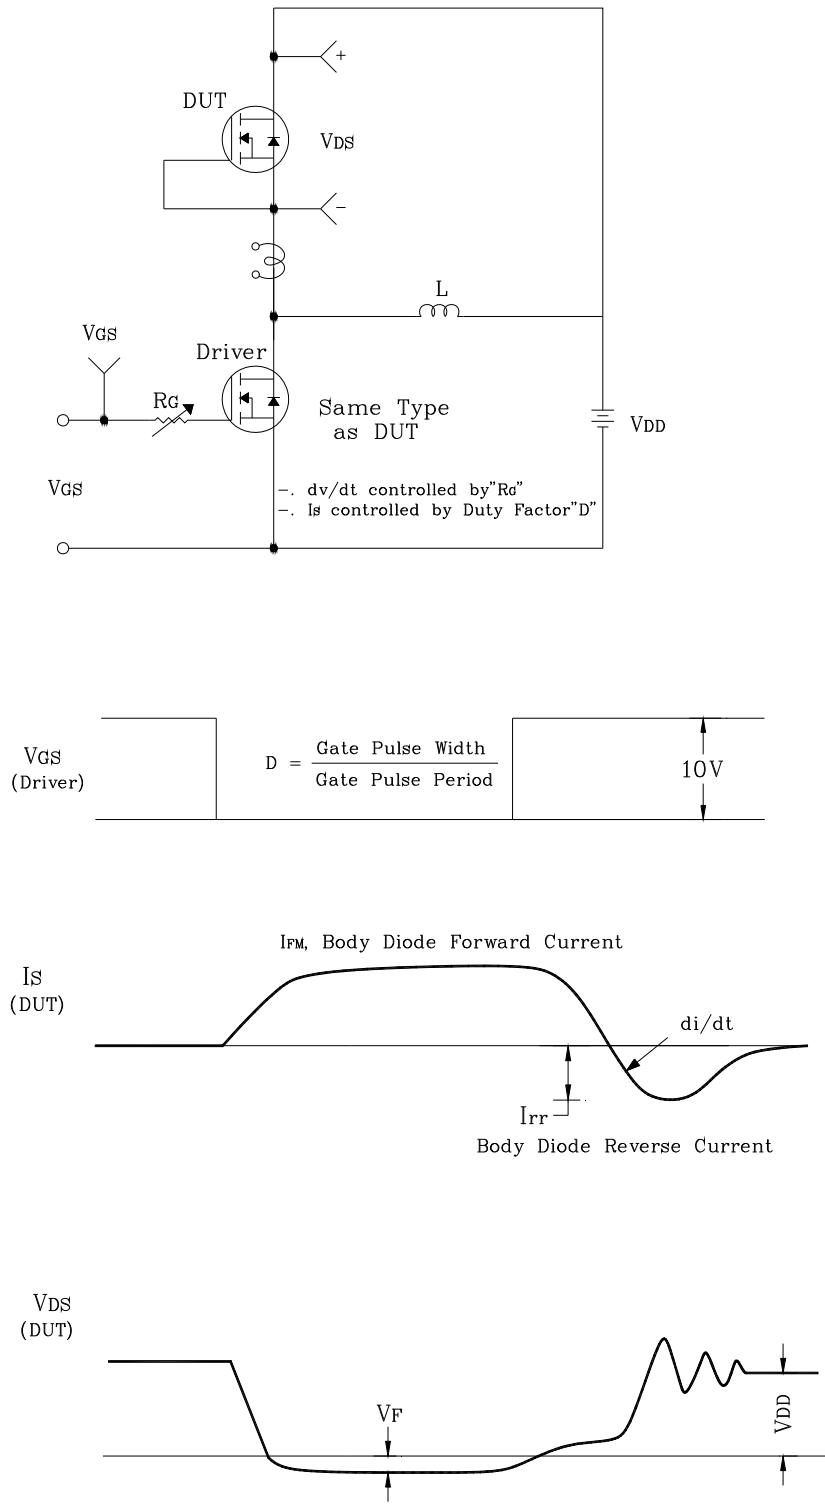 +
DUT
VDS
-
L
VGS
Driver
RG
Same Type
as DUT
VDD
VGS
-. dv/dt controlled by"RG"
-. Is controlled by Duty Factor"D"
VGS
(Driver)
D = Gate Pulse Width
Gate Pulse Period
10V
IFM, Body Diode Forward Current
IS
(DUT)
di/dt
Irr
Body Diode Reverse Current
VDS
(DUT)
VF
VDD